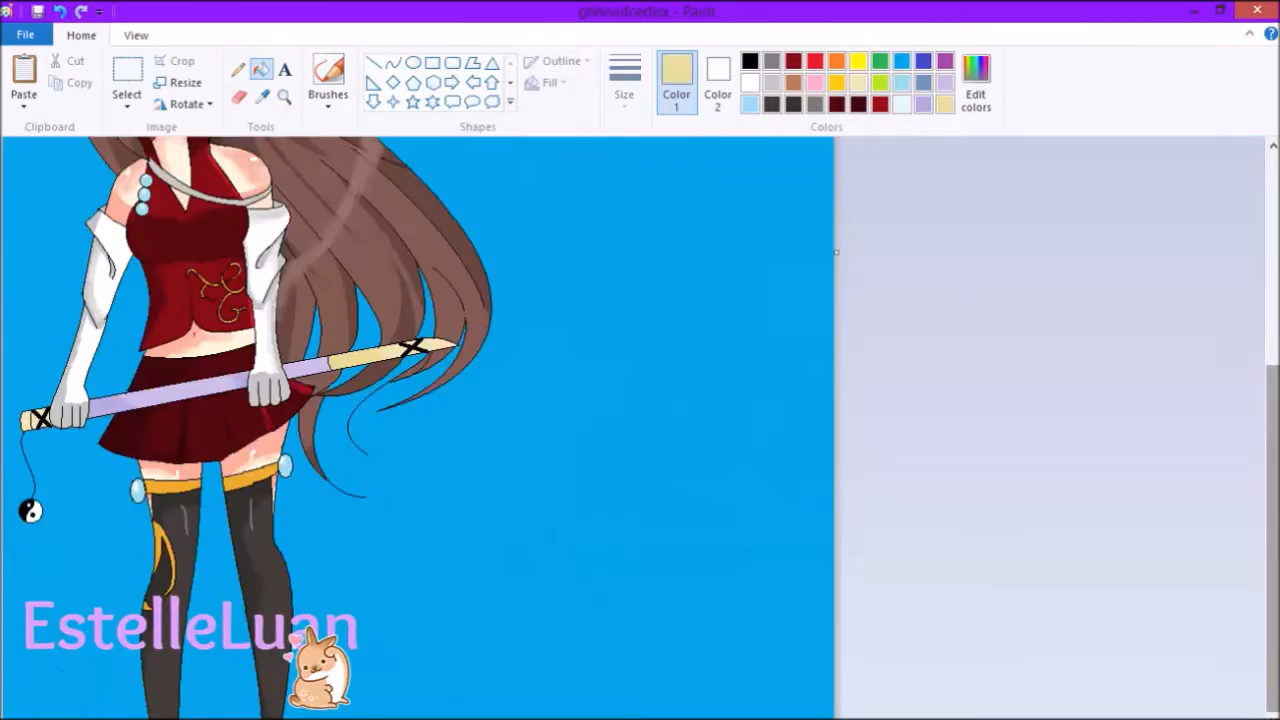 File
Home
View
Paste
Cut
Copy
Clipboard
Select
Crop
Resize
Rotate
Image
A
Tools
Brushes
Outline
Fill
Shapes
Size
Color
1
Color
2
Edit
colors
Colors
EstelleLuan